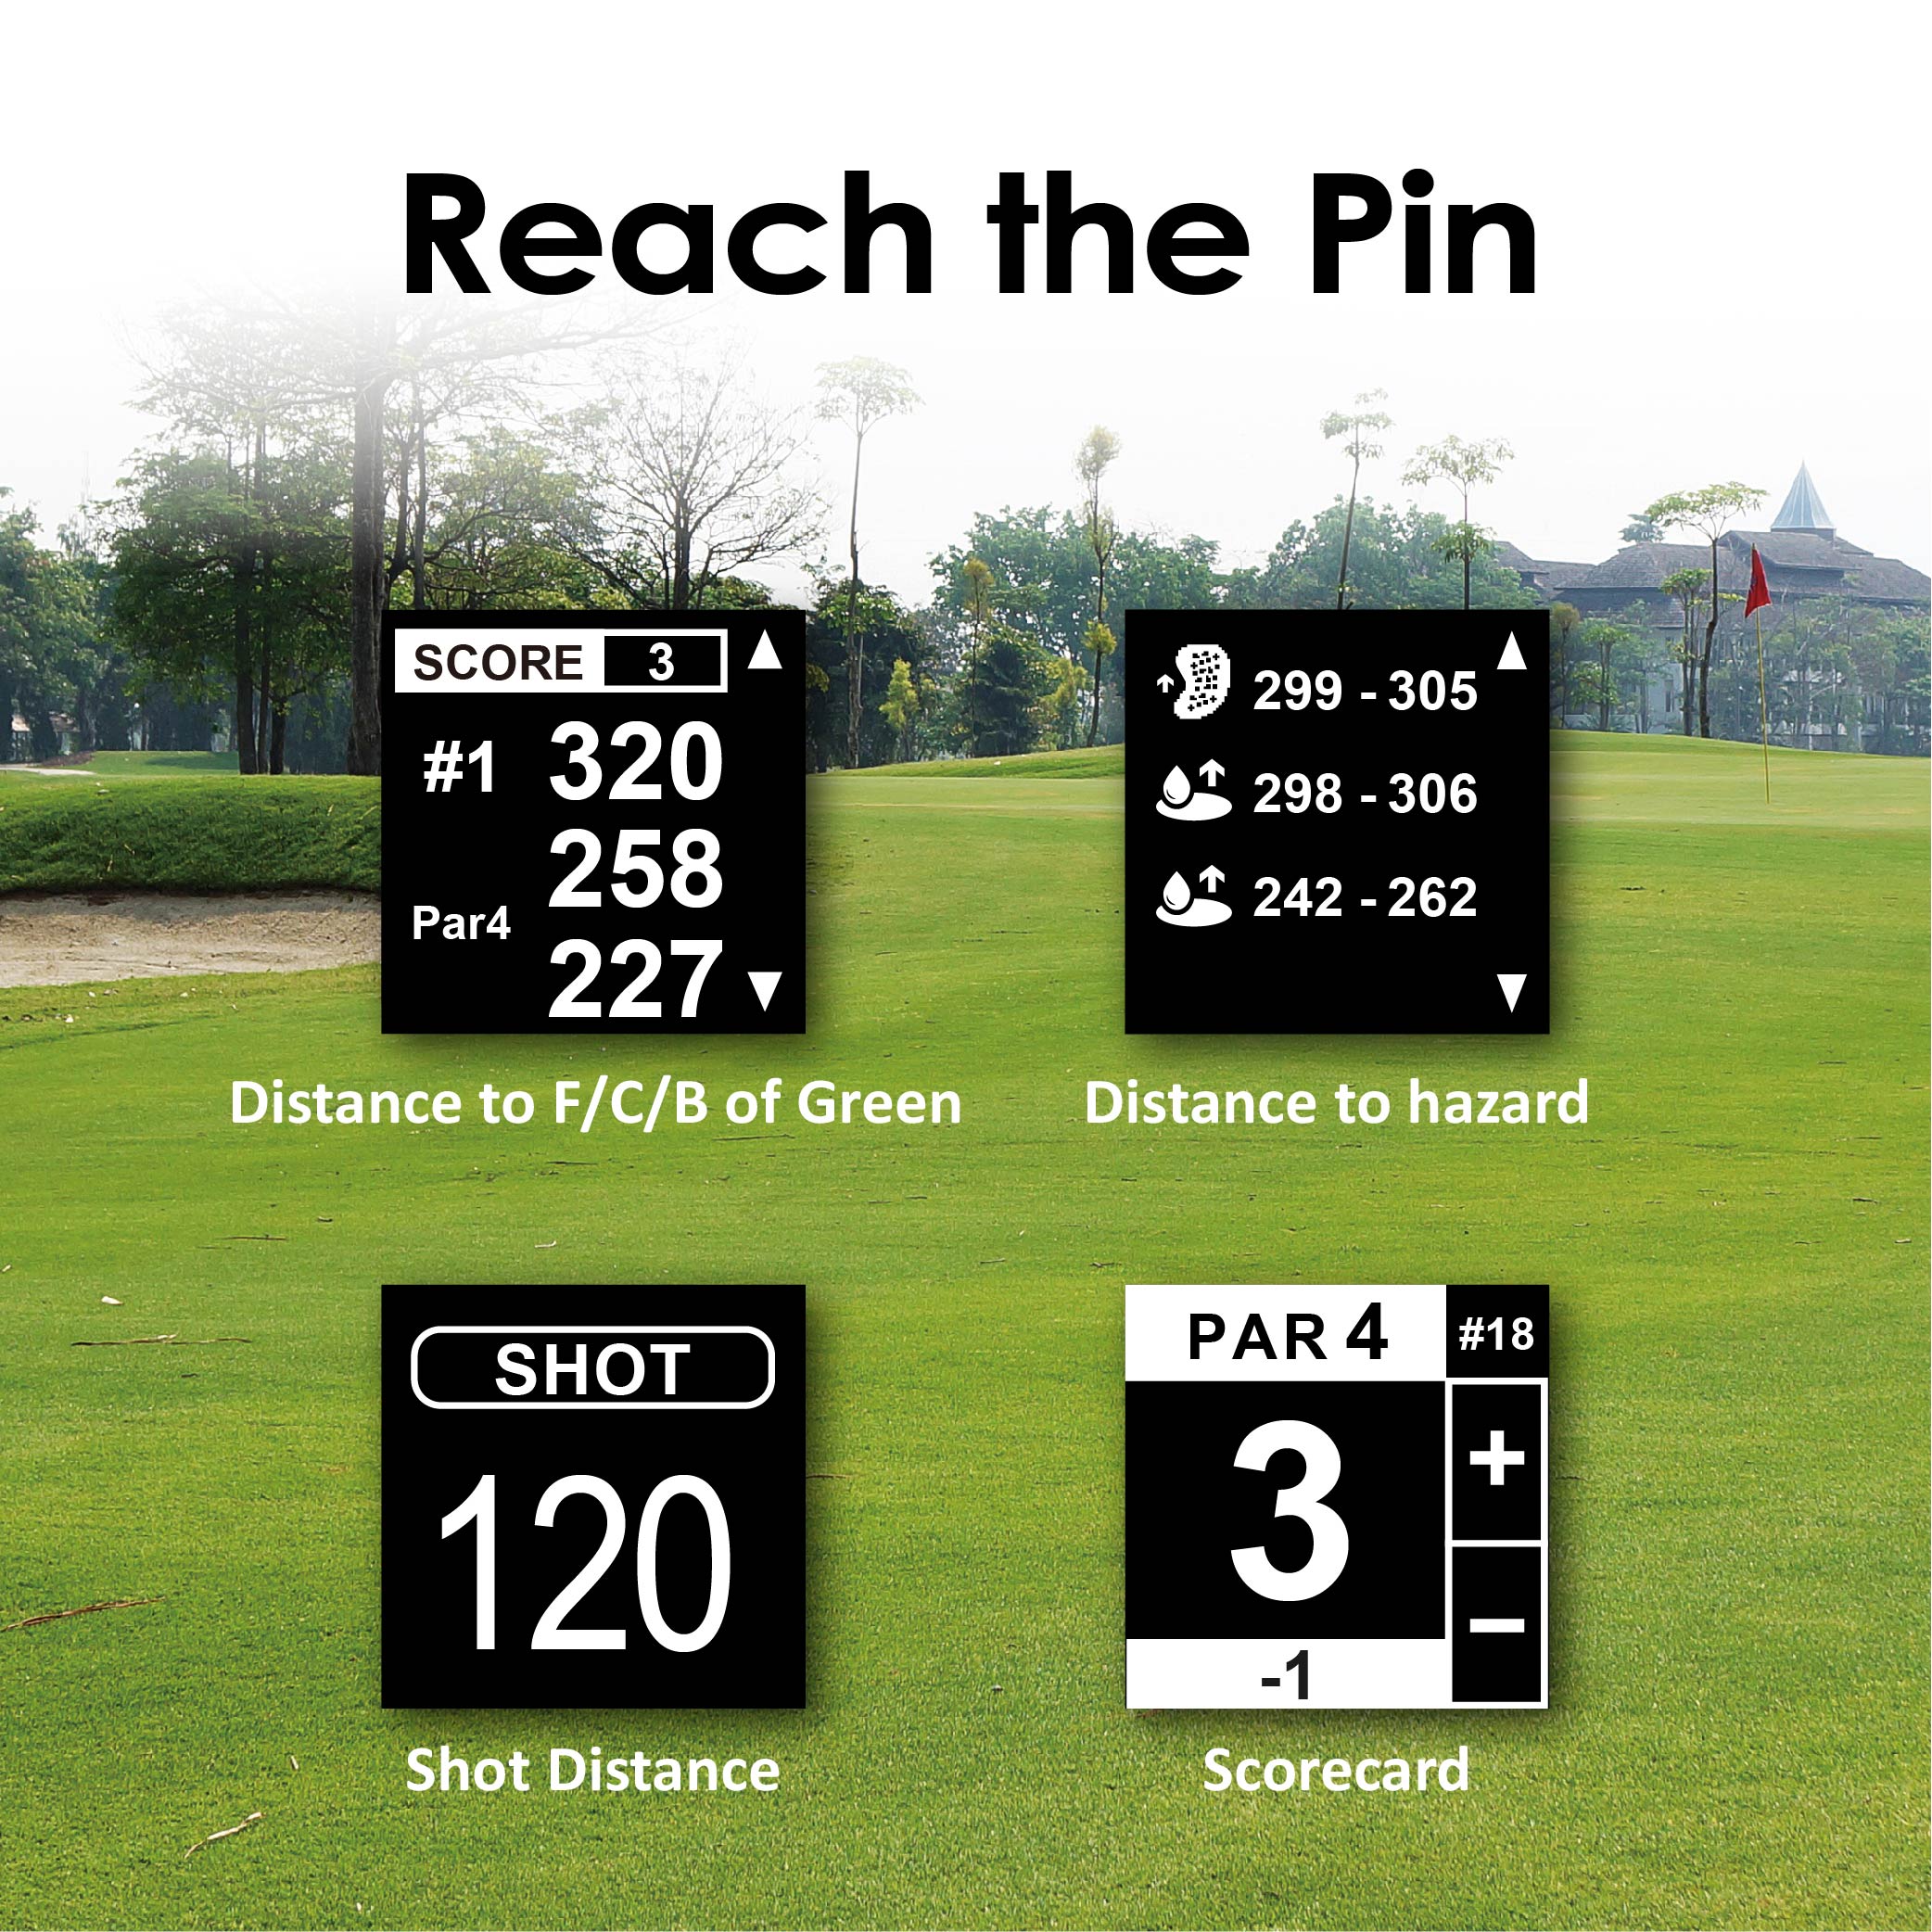 Reach the Pin
SCORE 3
#1 320
258
Par4
227
Distance to F/C/B of Green
299 - 305
298 - 306
242 - 262
Distance to hazard
SHOT
120
Shot Distance
PAR 4 #18
3
+
-
-1
Scorecard